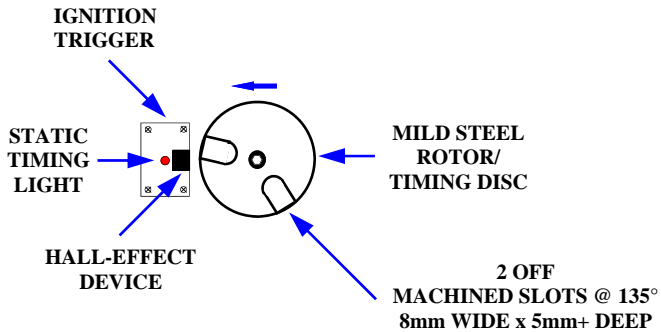 IGNITION
TRIGGER
STATIC
TIMING
LIGHT
MILD STEEL
ROTOR/
TIMING DISC
HALL-EFFECT
DEVICE
2 OFF
MACHINED SLOTS @ 135°
8mm WIDE x 5mm+ DEEP